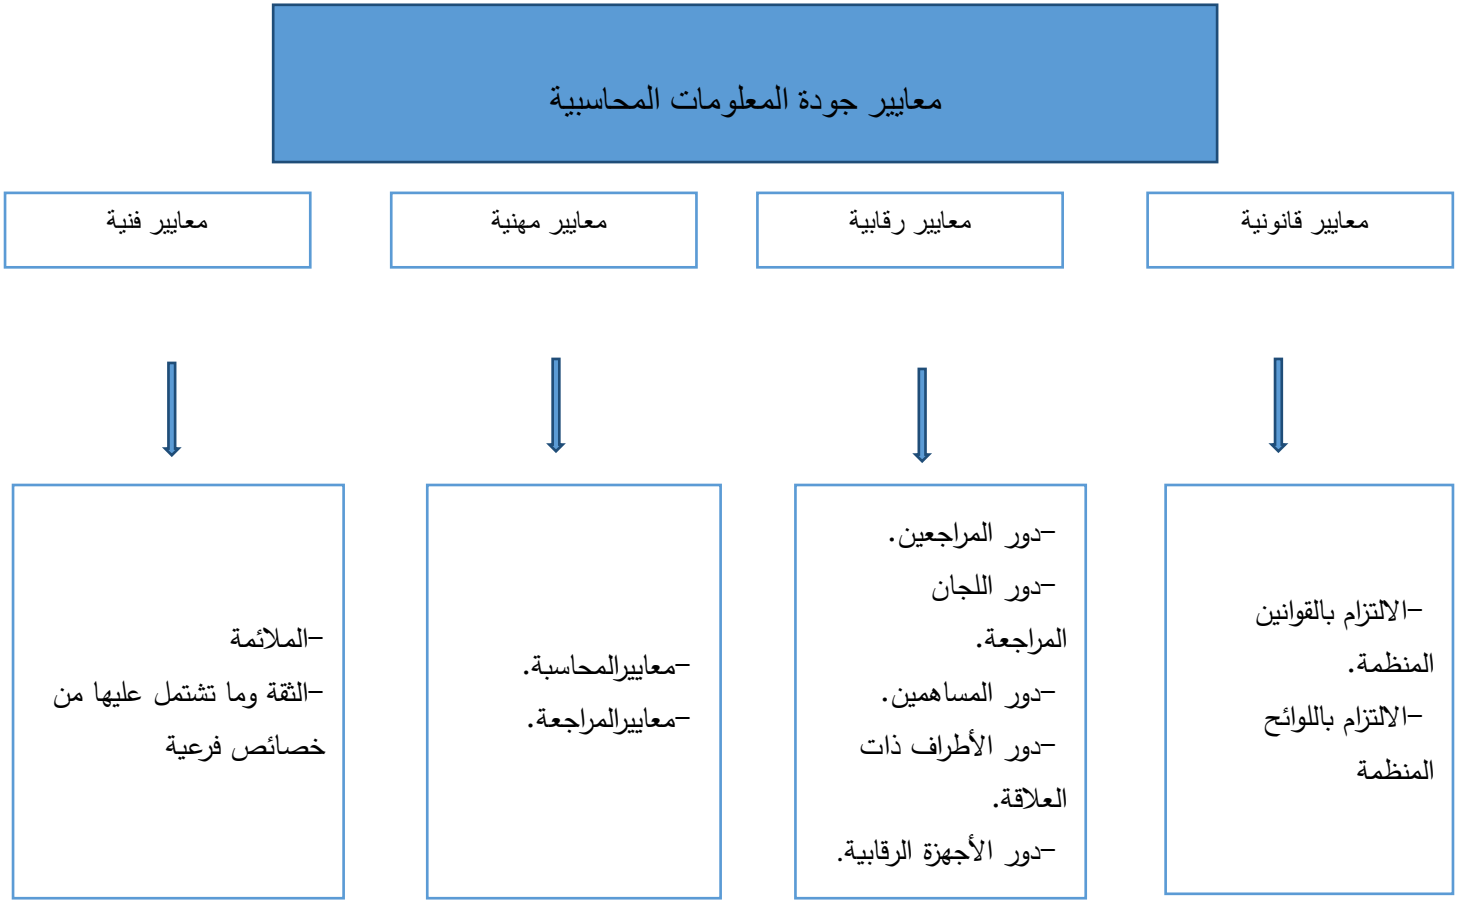 معايير جودة المعلومات المحاسبية
معايير قانونية
معايير رقابية
معايير مهنية
معايير فنية
-الالتزام بالقوانين
المنظمة.
-الالتزام باللوائح
المنظمة
-دور المراجعين.
-دور اللجان
المراجعة.
-دور المساهمين.
-دور الأطراف ذات
العلاقة.
-دور الأجهزة الرقابية.
-معاييرالمحاسبة.
-معاييرالمراجعة.
-الملائمة
-الثقة وما تشتمل عليها من
خصائص فرعية